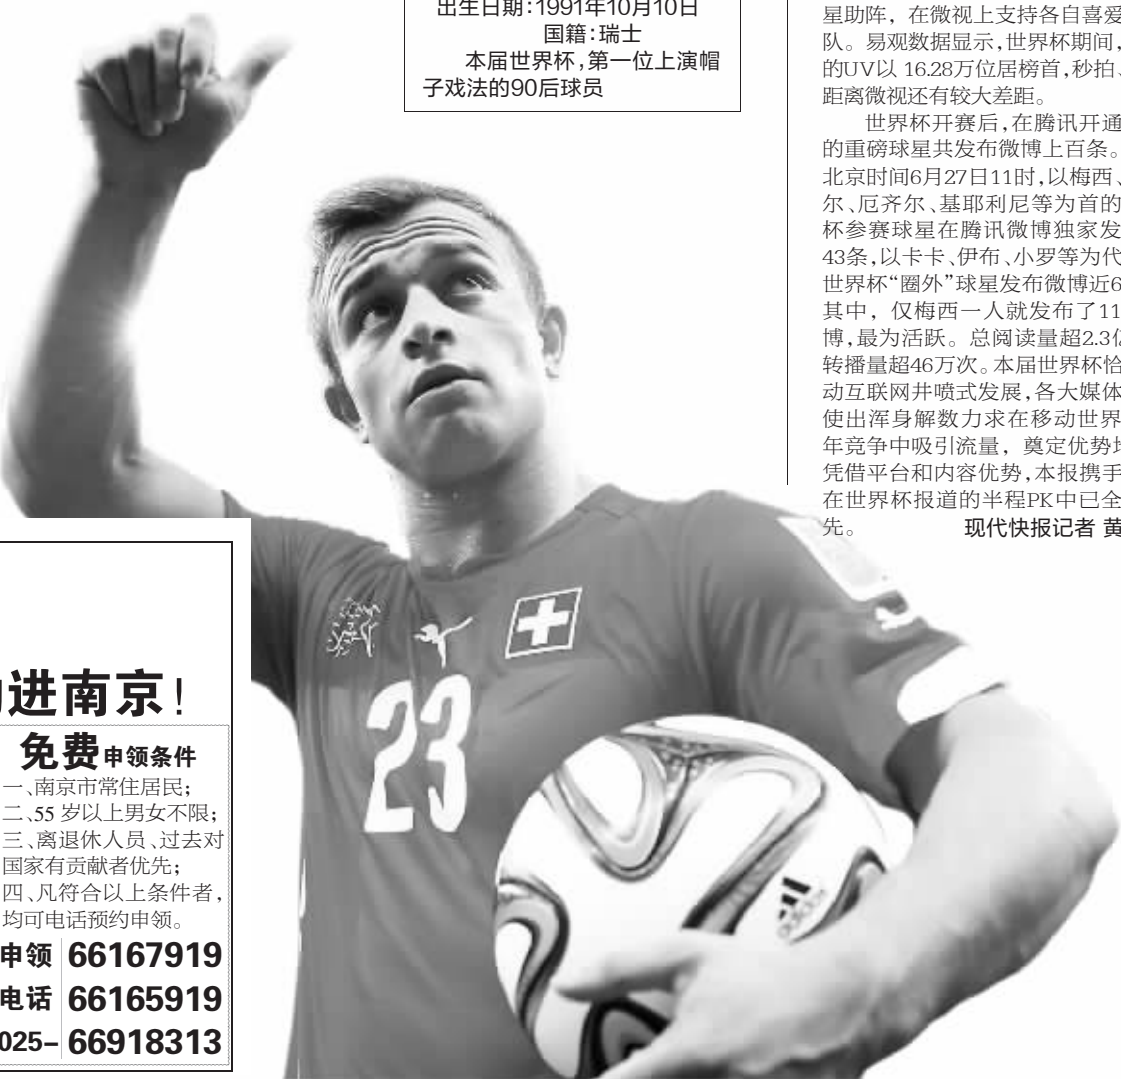 出生日期：1991年10月10日
国籍：瑞士
本届世界杯，第一位上演帽
子戏法的90后球员
星助阵，在微视上支持各自喜爱
队。易观数据显示，世界杯期间，
的UV以 16.28万位居榜首，秒拍、
距离微视还有较大差距。
世界杯开赛后，在腾讯开通
的重磅球星共发布微博上百条。
北京时间6月27日11时，以梅西、
尔、厄齐尔、基耶利尼等为首的
杯参赛球星在腾讯微博独家发
43条，以卡卡、伊布、小罗等为代
世界杯“圈外”球星发布微博近6
其中，仅梅西一人就发布了11
博，最为活跃。总阅读量超2.3亿
转播量超46万次。本届世界杯恰
动互联网井喷式发展，各大媒体
使出浑身解数力求在移动世界
年竞争中吸引流量，奠定优势地
凭借平台和内容优势，本报携手
在世界杯报道的半程PK中已全
先。
现代快报记者 黄
23
adidas
进南京！
免费申领条件
一、南京市常住居民；
二、55 岁以上男女不限；
三、离退休人员、过去对
国家有贡献者优先；
四、凡符合以上条件者，
均可电话预约申领。
申领 66167919
电话 66165919
025– 66918313